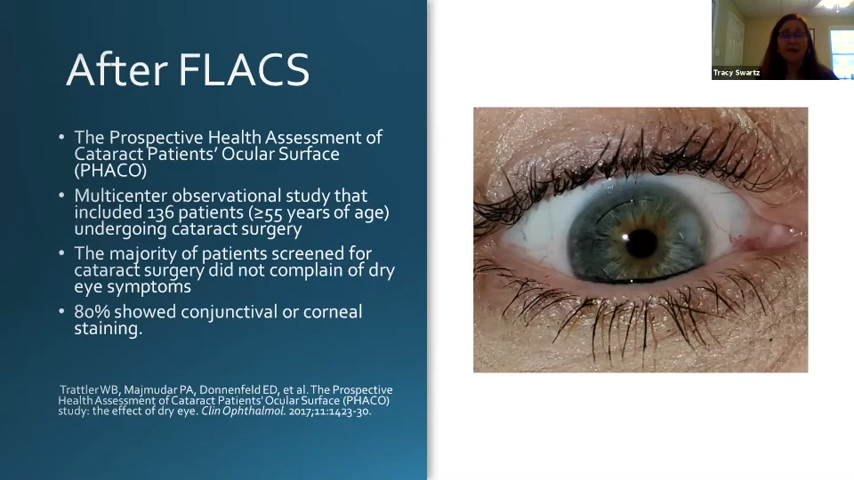 After FLACS
• The Prospective Health Assessment of
Cataract Patients' Ocular Surface
(PHACO)
• Multicenter observational study that
included 136 patients (≥55 years of age)
undergoing cataract surgery
• The majority of patients screened for
cataract surgery did not complain of dry
eye symptoms
• 80% showed conjunctival or corneal
staining.
Trattler WB, Majmudar PA, Donnenfeld ED, et al. The Prospective
Health Assessment of Cataract Patients' Ocular Surface (PHACO)
study: the effect of dry eye. Clin Ophthalmol. 2017;11:1423-30.
Tracy Swartz